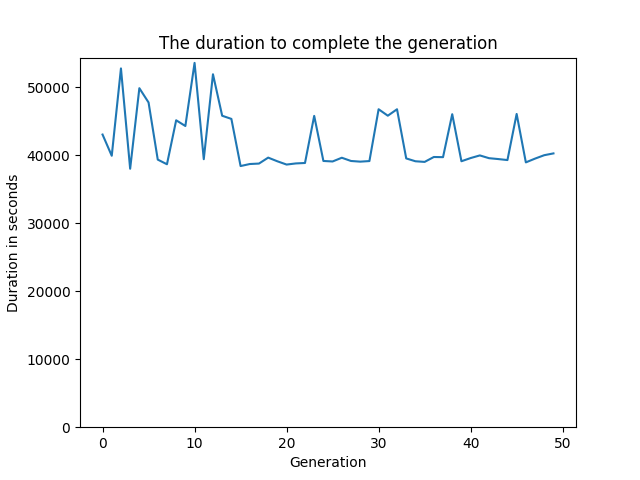 The duration to complete the generation
50000
40000
30000
20000
10000
0
Duration in seconds
0 10 20 30 40 50
Generation